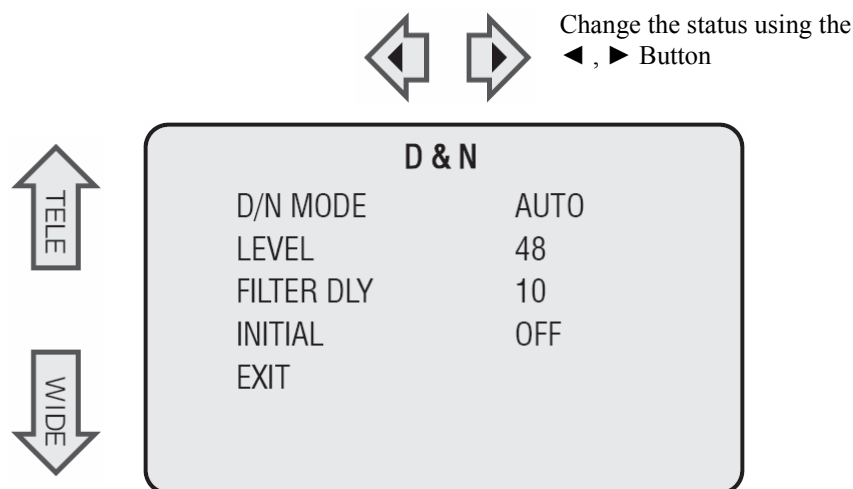 Change the status using the
◄ , ► Button
D & N
TELE
D/N MODE AUTO
LEVEL 48
FILTER DLY 10
INITIAL OFF
EXIT
WIDE